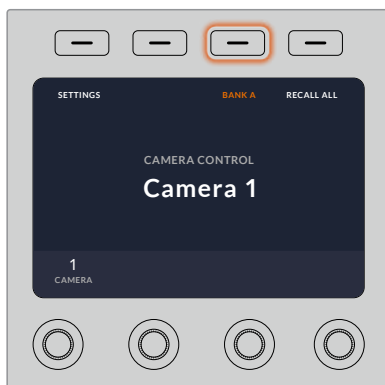 SETTINGS BANK A RECALL ALL
CAMERA CONTROL
Camera 1
1
CAMERA